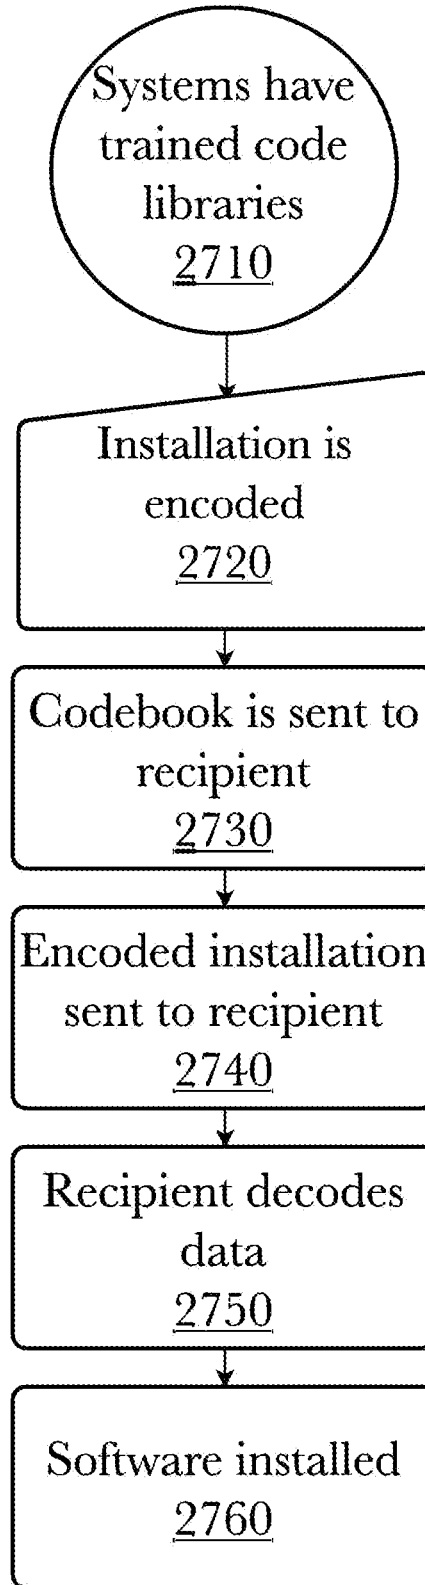 Systems have
trained code
libraries
2710
Installation is
encoded
2720
Codebook is sent to
recipient
2730
Encoded installation
sent to recipient
2740
Recipient decodes
data
2750
Software installed
2760